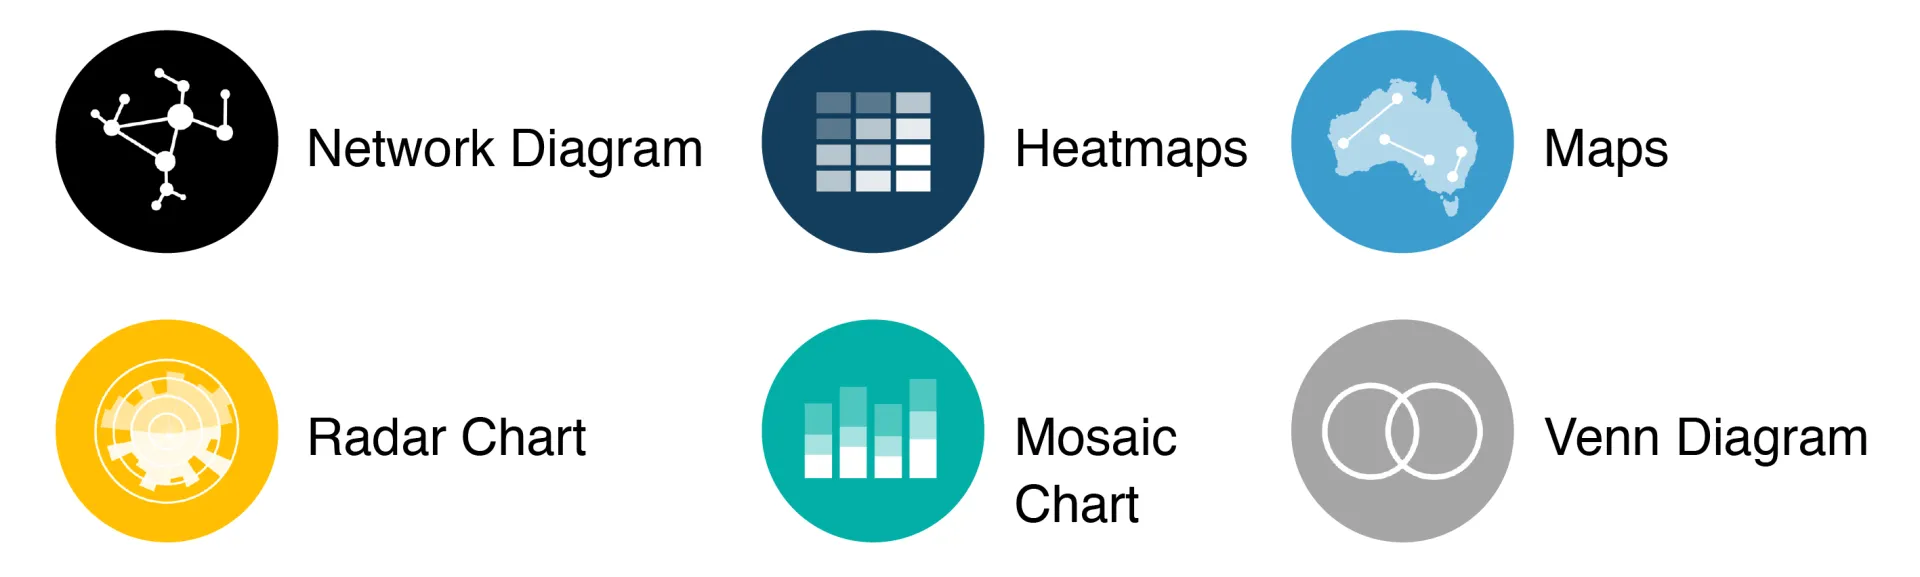 Network Diagram
Heatmaps
Maps
Radar Chart
Mosaic
Chart
Venn Diagram